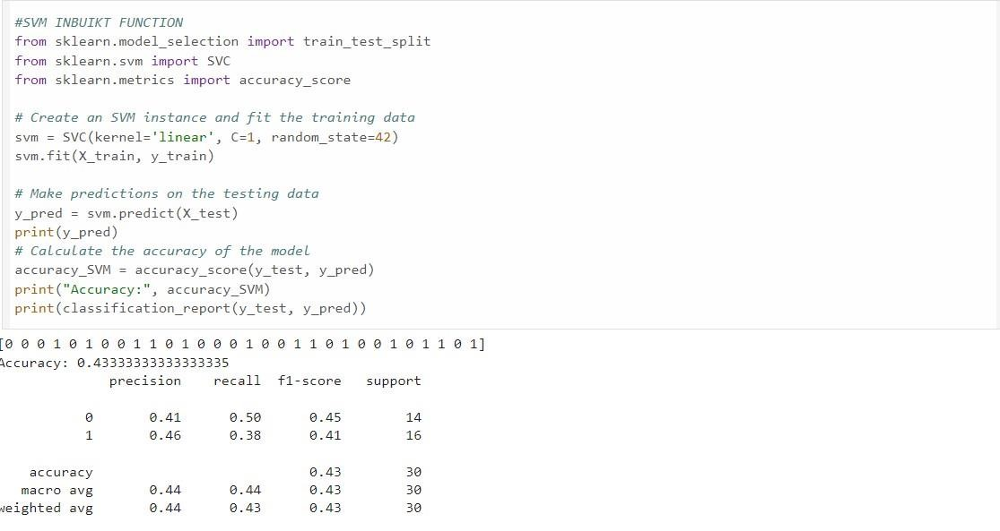 #SVM INBUIKT FUNCTION
from sklearn.model_selection import train_test_split
from sklearn.svm import SVC
from sklearn.metrics import accuracy_score
# Create an SVM instance and fit the training data
svm = SVC(kernel='linear', C=1, random_state=42)
svm.fit(X_train, y_train)
# Make predictions on the testing data
y_pred = svm.predict(X_test)
print(y_pred)
# Calculate the accuracy of the model
accuracy_SVM = accuracy_score(y_test, y_pred)
print("Accuracy:", accuracy_SVM)
print(classification_report(y_test, y_pred))
[0 0 0 1 0 1 0 0 1 1 0 1 0 0 0 1 0 0 1 1 0 1 0 0 1 0 1 1 0 1]
Accuracy: 0.43333333333333335
precision recall f1-score support
0 0.41 0.50 0.45 14
1 0.46 0.38 0.41 16
accuracy 0.43 30
macro avg 0.44 0.44 0.43 30
weighted avg 0.44 0.43 0.43 30